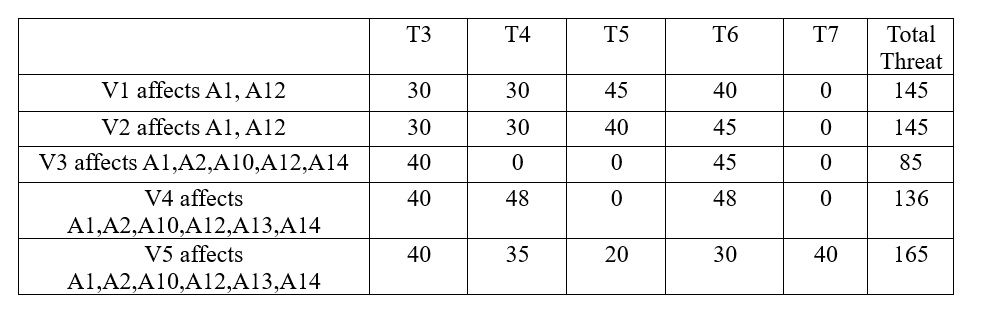 T3 T4 T5 T6 T7 Total
Threat
V1 affects A1, A12 30 30 45 40 0 145
V2 affects A1, A12 30 30 40 45 0 145
V3 affects A1,A2,A10,A12,A14 40 0 0 45 0 85
V4 affects 40 48 0 48 0 136
A1,A2,A10,A12,A13,A14
V5 affects 40 35 20 30 40 165
A1,A2,A10,A12,A13,A14